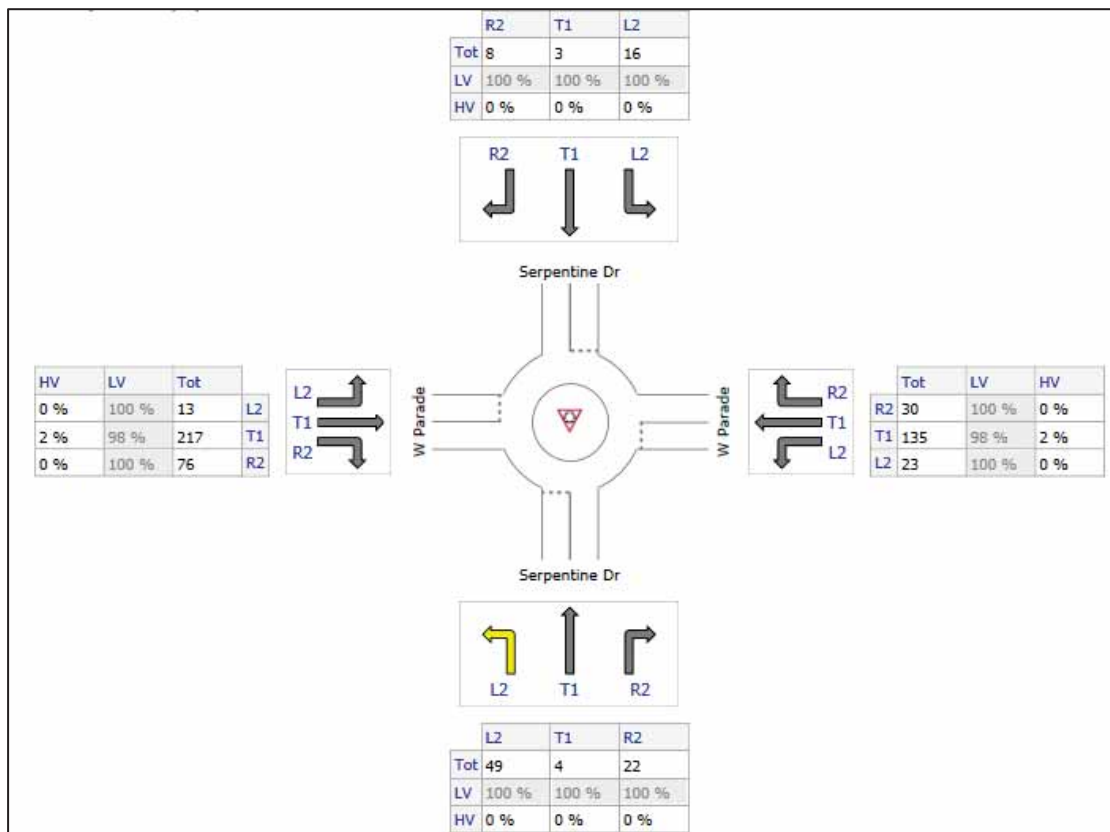 R2 T1 L2
Tot 8 3 16
LV 100 % 100 % 100 %
HV 0 % 0 % 0 %
R2 T1 L2
Serpentine Dr
HV LV Tot
0 % 100 % 13 L2
2 % 98 % 217 T1
0 % 100 % 76 R2
L2
T1
R2
W Parade
W Parade
R2
T1
L2
Tot LV HV
R2 30 100 % 0 %
T1 135 98 % 2 %
L2 23 100 % 0 %
Serpentine Dr
L2 T1 R2
L2 T1 R2
Tot 49 4 22
LV 100 % 100 % 100 %
HV 0 % 0 % 0 %